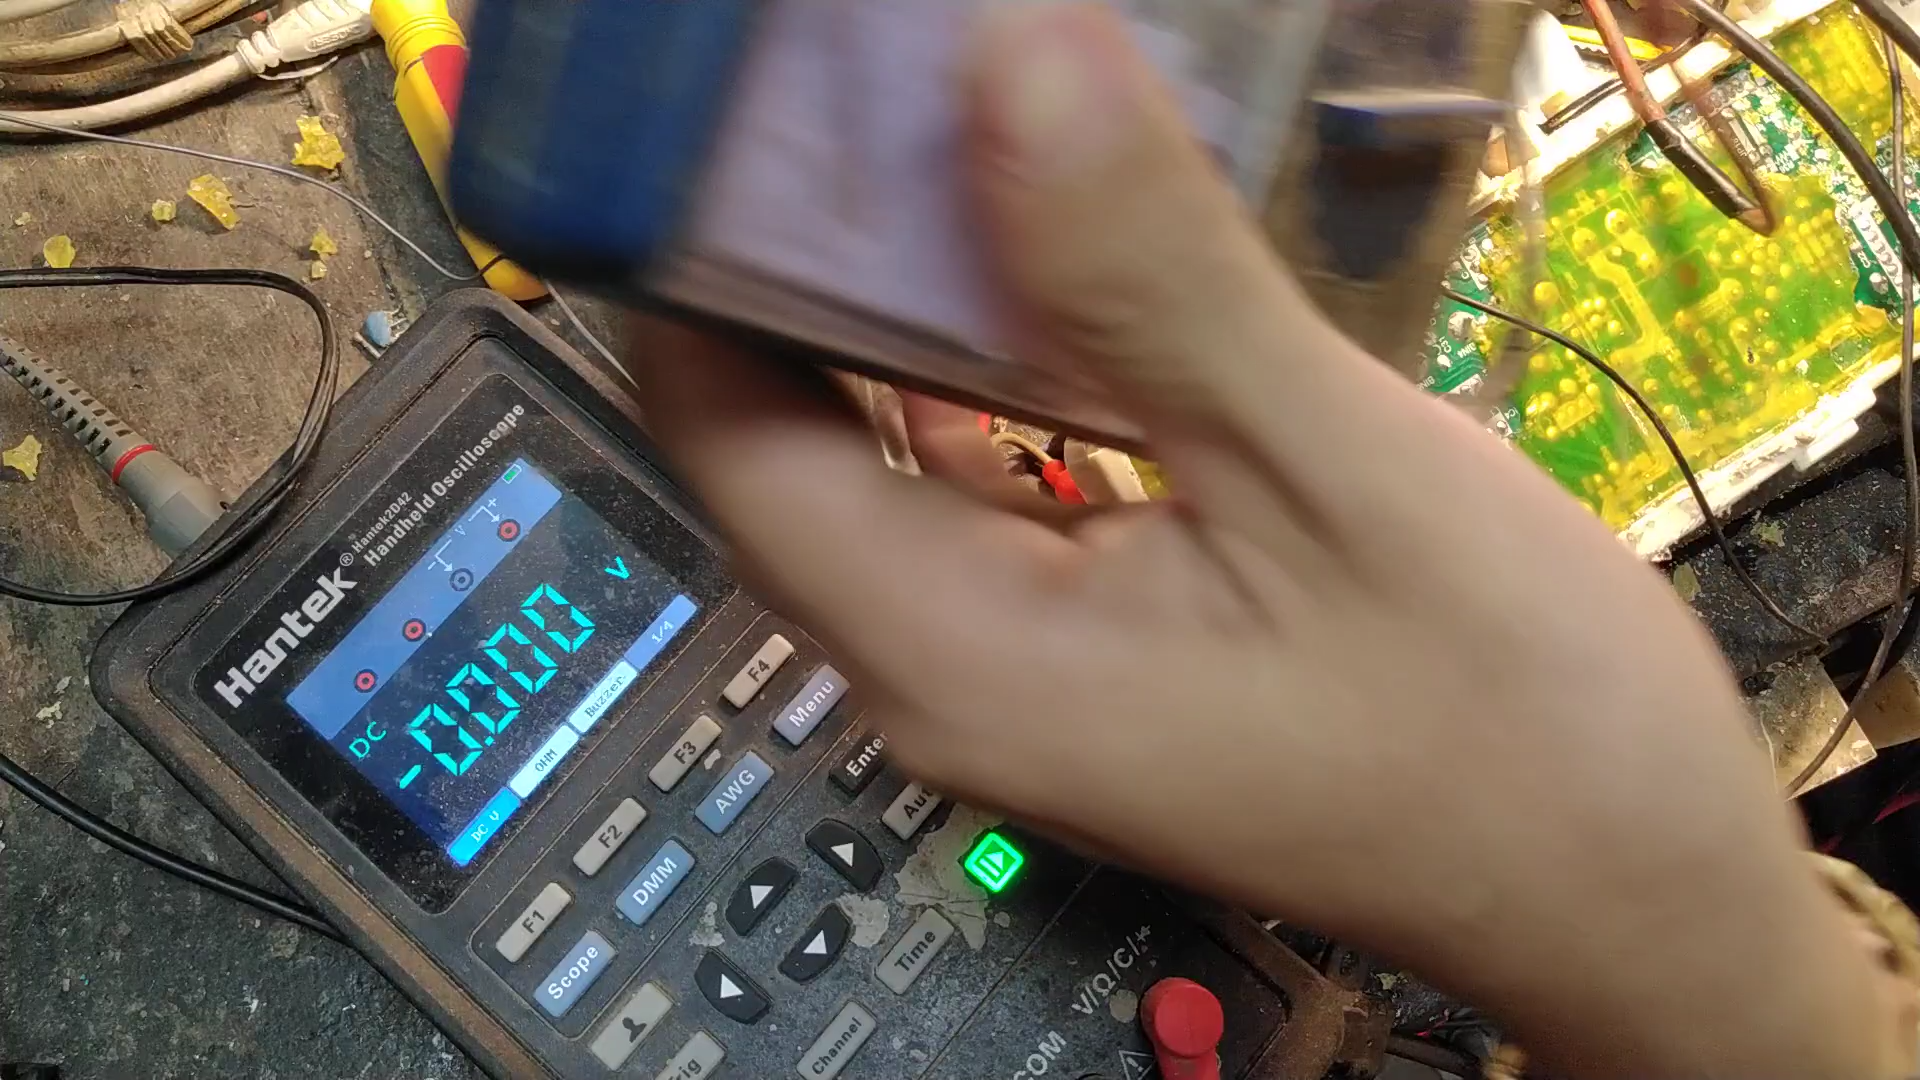 Hantek®
Hantek2D42
Handheld Oscilloscope
DC
-0.000
V
DC V
OHM
Buzzer
1/4
F1
F2
F3
F4
Scope
DMM
AWG
Menu
Enter
Time
Channel
COM
V/Ω/C/